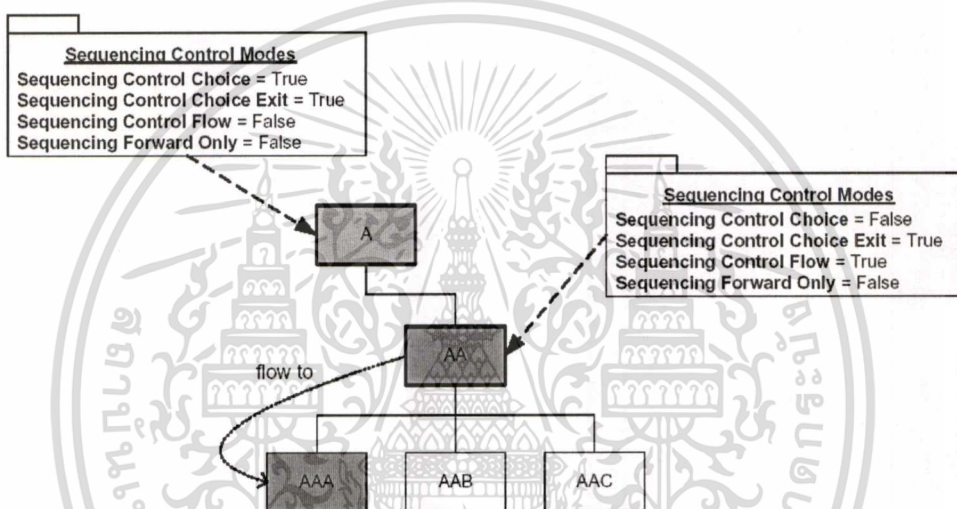 Sequencing Control Modes
Sequencing Control Choice = True
Sequencing Control Choice Exit = True
Sequencing Control Flow = False
Sequencing Forward Only = False
Sequencing Control Modes
Sequencing Control Choice = False
Sequencing Control Choice Exit = True
Sequencing Control Flow = True
Sequencing Forward Only = False
A
AA
flow to
AAA
AAB
AAC